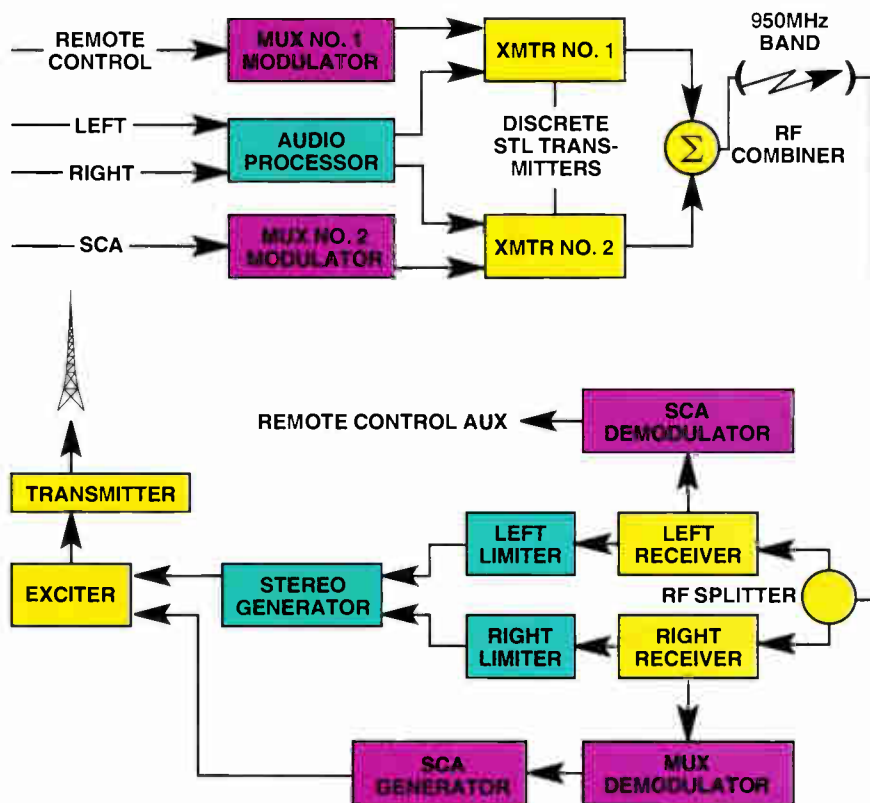 REMOTE
CONTROL
MUX NO. 1
MODULATOR
XMTR NO. 1
950MHz
BAND
LEFT
RIGHT
AUDIO
PROCESSOR
DISCRETE
STL TRANS-
MITTERS
Σ
RF
COMBINER
SCA
MUX NO. 2
MODULATOR
XMTR NO. 2
REMOTE CONTROL AUX
SCA
DEMODULATOR
TRANSMITTER
LEFT
LIMITER
LEFT
RECEIVER
EXCITER
STEREO
GENERATOR
RF SPLITTER
RIGHT
LIMITER
RIGHT
RECEIVER
SCA
GENERATOR
MUX
DEMODULATOR